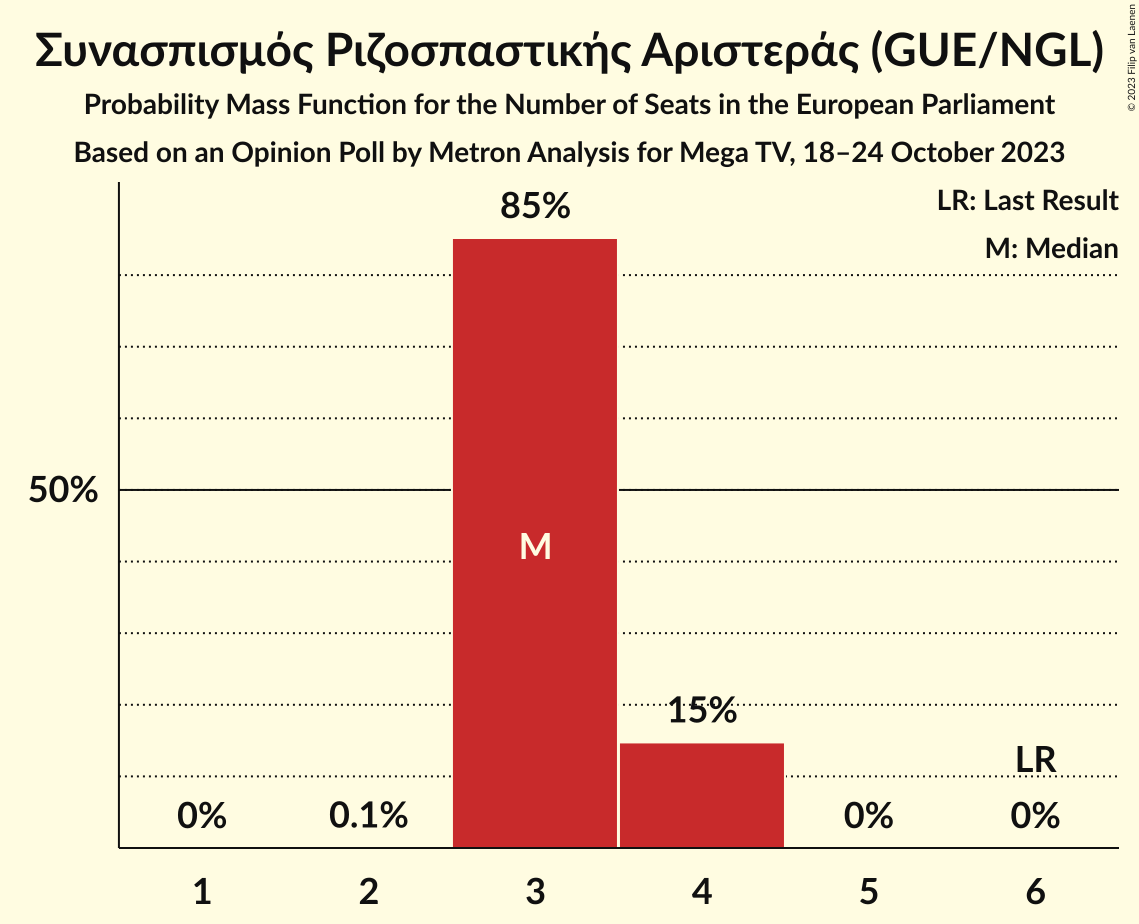 Συνασπισμός Ριζοσπαστικής Αριστεράς (GUE/NGL)
Probability Mass Function for the Number of Seats in the European Parliament
Based on an Opinion Poll by Metron Analysis for Mega TV, 18–24 October 2023
© 2023 Filip van Laenen
LR: Last Result
M: Median
85%
50%
M
15%
LR
0%
0.1%
0%
0%
1
2
3
4
5
6